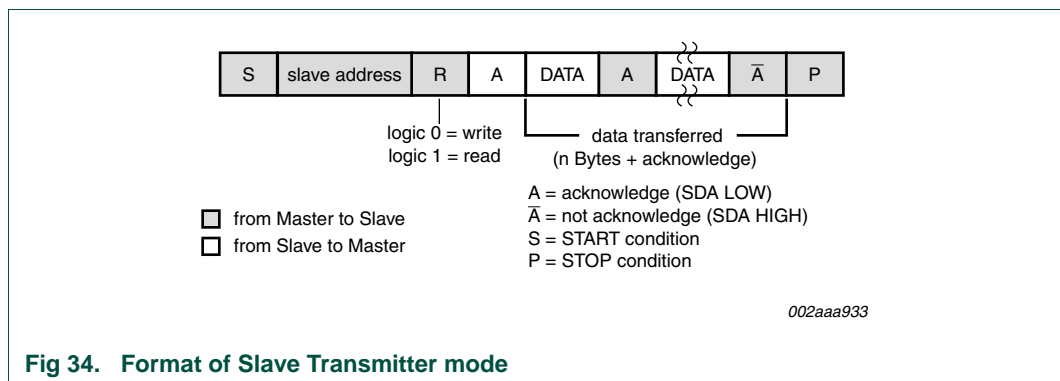 S slave address R A DATA A DATA A̅ P
logic 0 = write
logic 1 = read
data transferred
(n Bytes + acknowledge)
A = acknowledge (SDA LOW)
A̅ = not acknowledge (SDA HIGH)
S = START condition
P = STOP condition
from Master to Slave
from Slave to Master
002aaa933
Fig 34. Format of Slave Transmitter mode